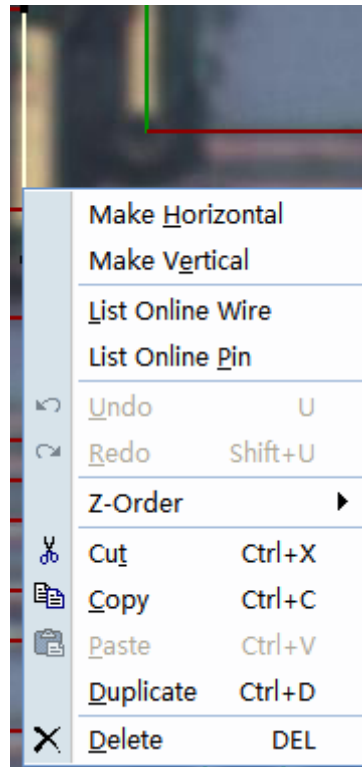 Make Horizontal
Make Vertical
List Online Wire
List Online Pin
Undo U
Redo Shift+U
Z-Order
Cut Ctrl+X
Copy Ctrl+C
Paste Ctrl+V
Duplicate Ctrl+D
Delete DEL